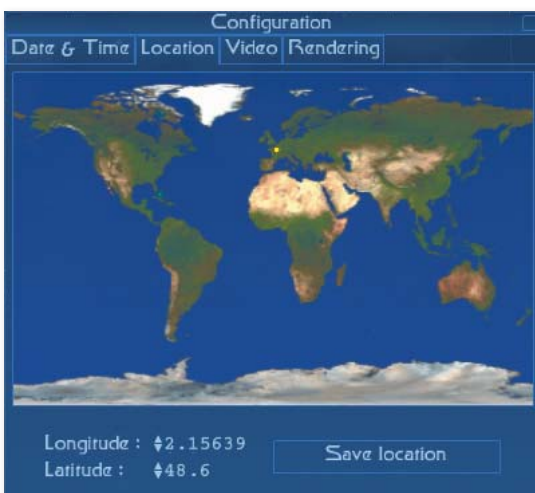 Configuration
Date & Time Location Video Rendering
Longitude : 2.15639
Latitude : 48.6
Save location